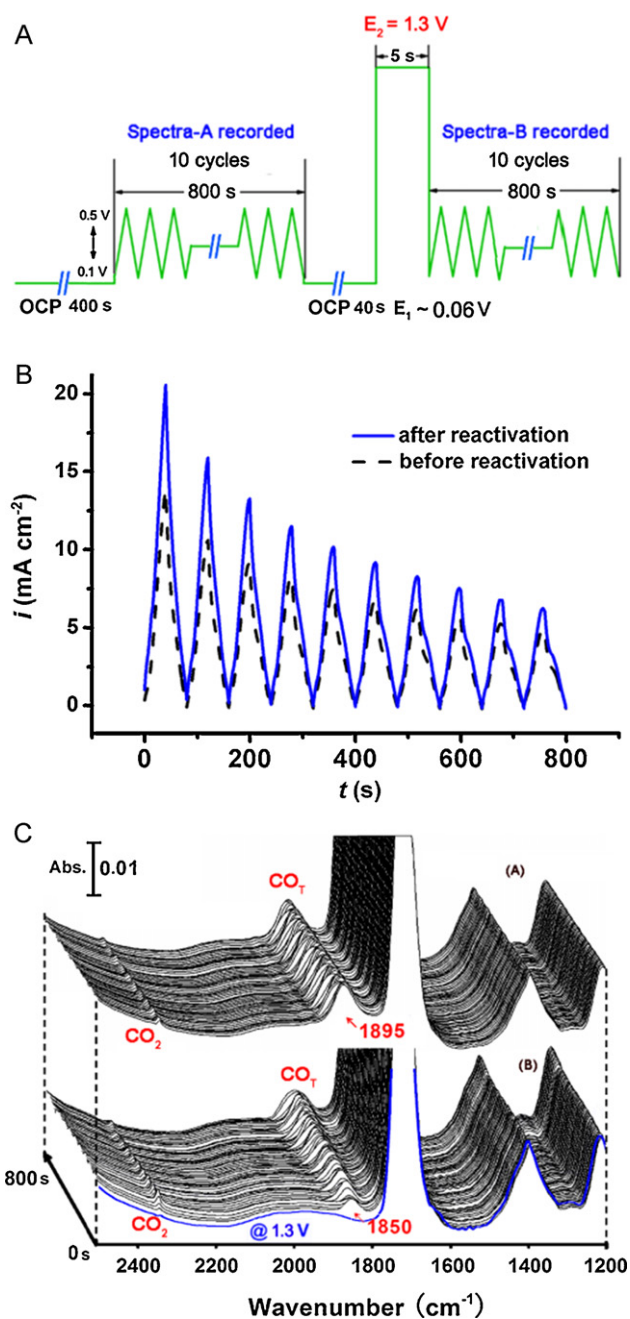 A
E₂ = 1.3 V
5 s
Spectra-A recorded
Spectra-B recorded
10 cycles
10 cycles
800 s
800 s
0.5 V
0.1 V
OCP 400 s
OCP 40 s E₁ ~ 0.06 V
B
20
15
10
5
0
i (mA cm⁻²)
after reactivation
before reactivation
0
200
400
600
800
t (s)
C
Abs.
0.01
CO_T
(A)
CO₂
1895
CO_T
(B)
800 s
CO₂
@ 1.3 V
1850
0 s
2400
2200
2000
1800
1600
1400
1200
Wavenumber (cm⁻¹)